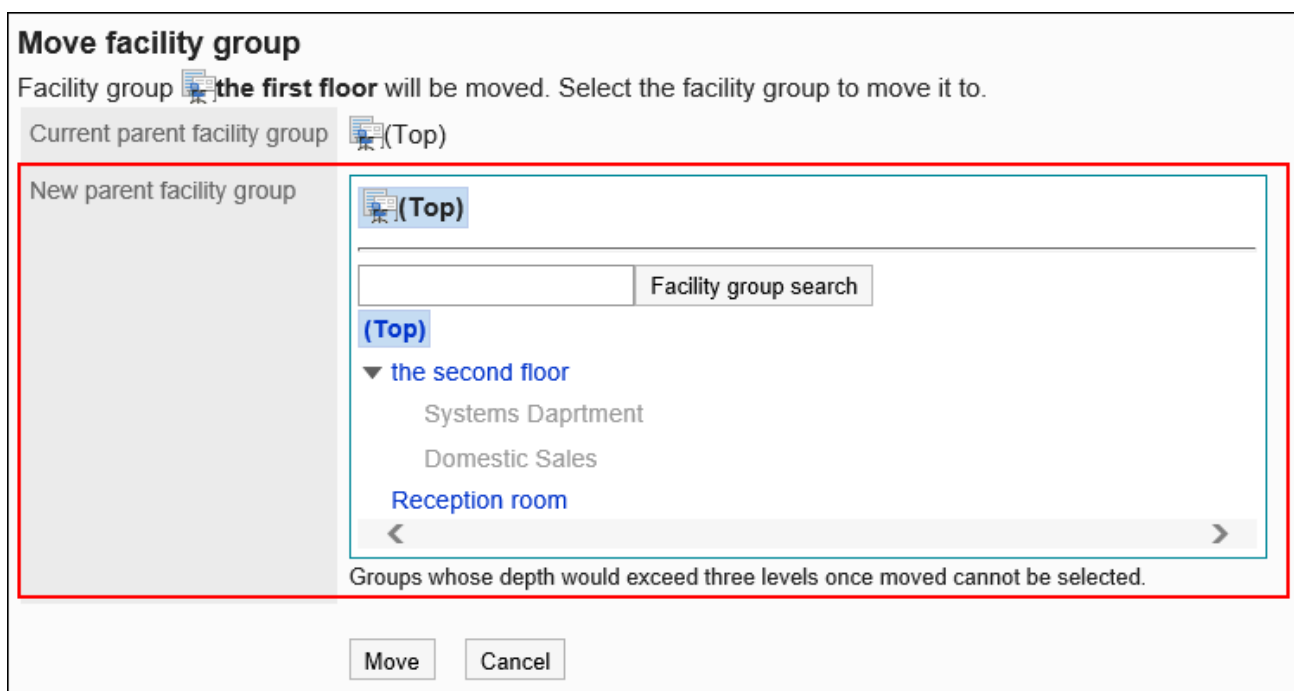 Move facility group
Facility group the first floor will be moved. Select the facility group to move it to.
Current parent facility group (Top)
New parent facility group
(Top)
Facility group search
(Top)
the second floor
Systems Daprtment
Domestic Sales
Reception room
Groups whose depth would exceed three levels once moved cannot be selected.
Move Cancel